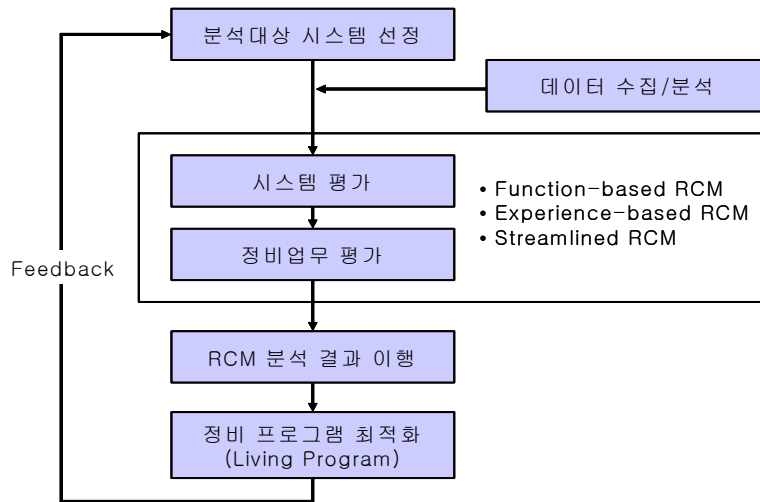 분석대상 시스템 선정
데이터 수집/분석
시스템 평가
• Function-based RCM
• Experience-based RCM
• Streamlined RCM
정비업무 평가
Feedback
RCM 분석 결과 이행
정비 프로그램 최적화
(Living Program)